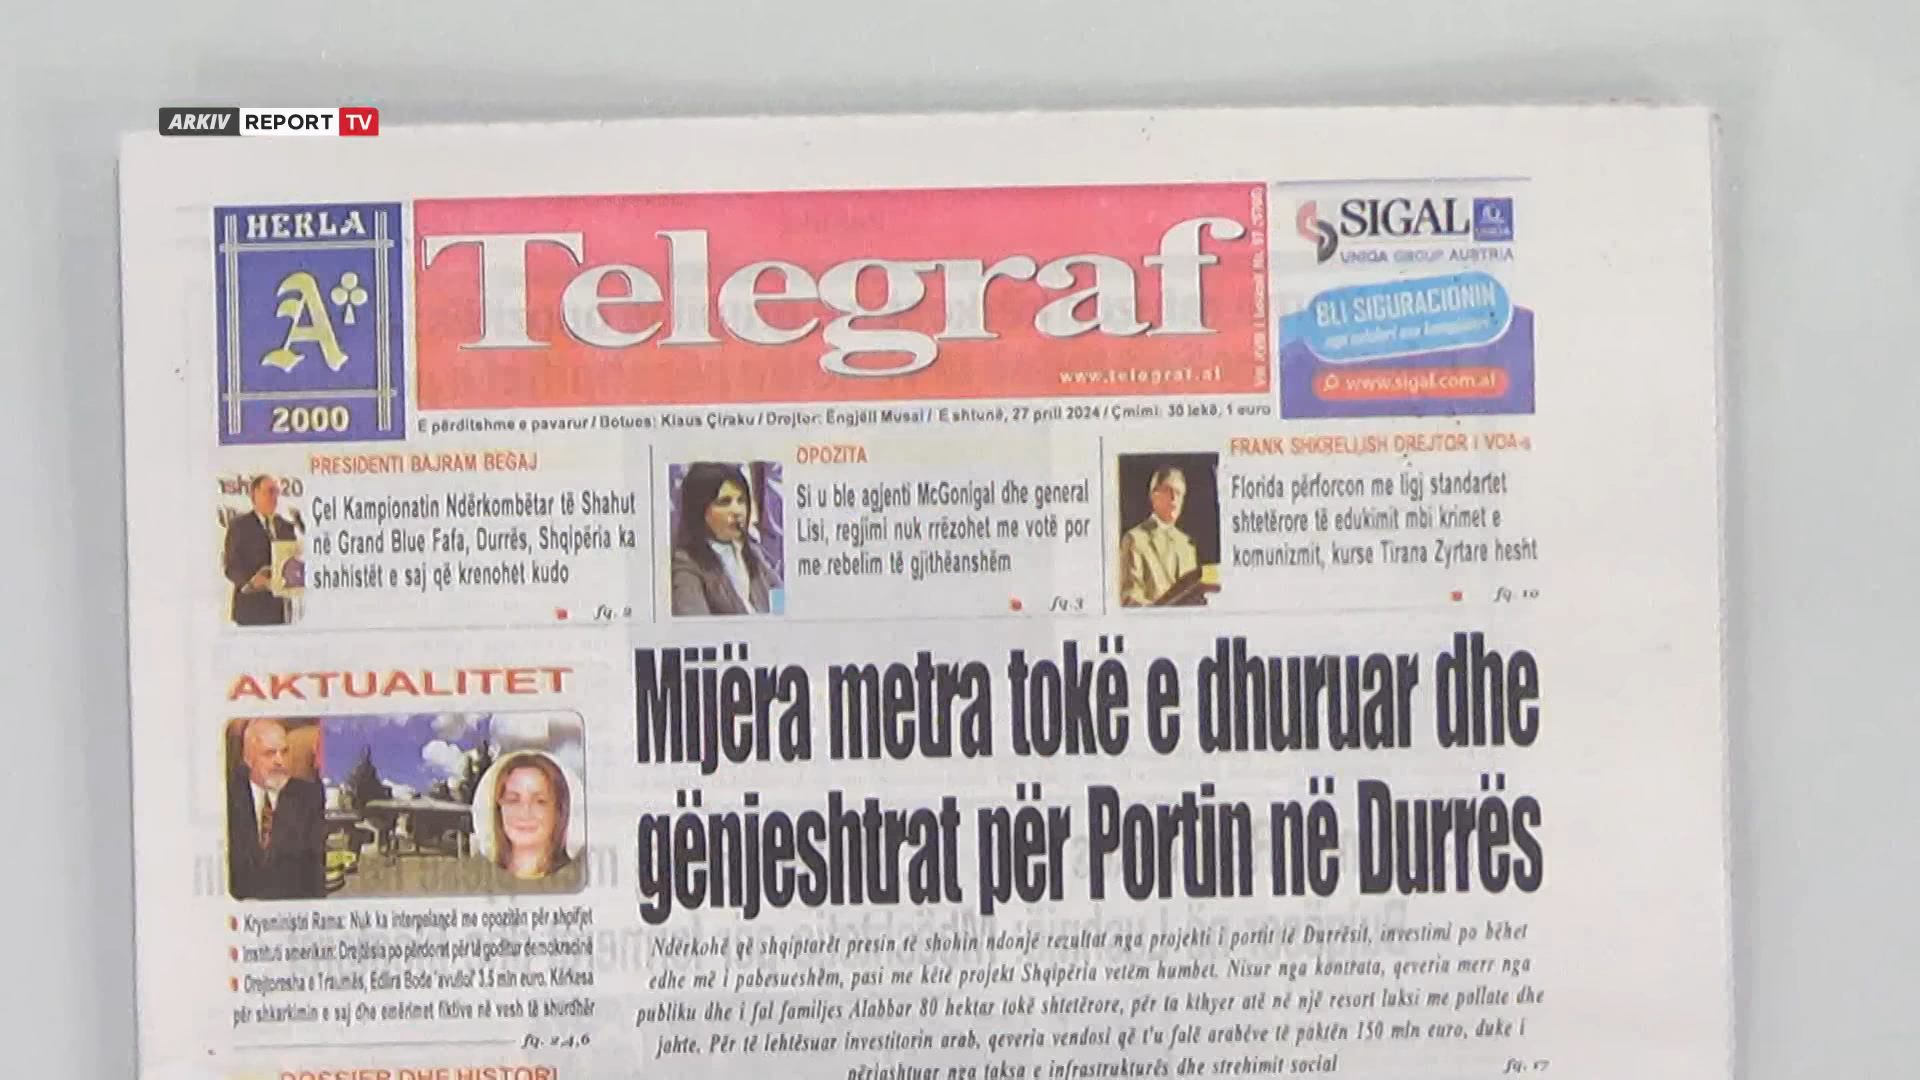 ARKIV REPORT TV
HERLA
A
2000
Telegraf
www.telegraf.al
SIGAL
UNIQA GROUP AUSTRIA
BLI SIGURACIONIN
www.sigal.com.al
E përditshme e pavarur / Botues: Klaus Çiraku / Drejtor: Engjëll Musai / E shtunë, 27 prill 2024 / Çmimi: 30 lekë, 1 euro
PRESIDENTI BAJRAM BEGAJ
Çel Kampionatin Ndërkombëtar të Shahut
në Grand Blue Fafa, Durrës, Shqipëria ka
shahistët e saj që krenohet kudo
fq. 2
OPOZITA
Si u ble agjenti McGonigal dhe general
Lisi, regjimi nuk rrëzohet me votë por
me rebelim të gjithëanshëm
fq.3
FRANK SHKRELI, ISH DREJTOR I VOA-s
Florida përforcon me ligj standartet
shtetërore të edukimit mbi krimet e
komunizmit, kurse Tirana Zyrtare hesht
fq. 10
AKTUALITET
Kryeministri Rama: Nuk ka interpelancë me opozitën për shpifjet
Instituti amerikan: Drejtësia po përdoret për të goditur demokracinë
Drejtoresha e Traumës, Edlira Bode 'avulloi' 3.5 mln euro. Kërkesa
për shkarkimin e saj dhe emërimet fiktive në vesh të shurdhër
fq. 2,4,6
DOSSIER DHE HISTORI
Mijëra metra tokë e dhuruar dhe
gënjeshtrat për Portin në Durrës
Ndërkohë që shqiptarët presin të shohin ndonjë rezultat nga projekti i portit të Durrësit, investimi po bëhet
edhe më i pabesueshëm, pasi me këtë projekt Shqipëria vetëm humbet. Nisur nga kontrata, qeveria merr nga
publiku dhe i fal familjes Alabbar 80 hektar tokë shtetërore, për ta kthyer atë në një resort luksi me pallate dhe
jahte. Për të lehtësuar investitorin arab, qeveria vendosi që t'u falë arabëve të paktën 150 mln euro, duke i
përjashtuar nga taksa e infrastrukturës dhe strehimit social
fq. 17